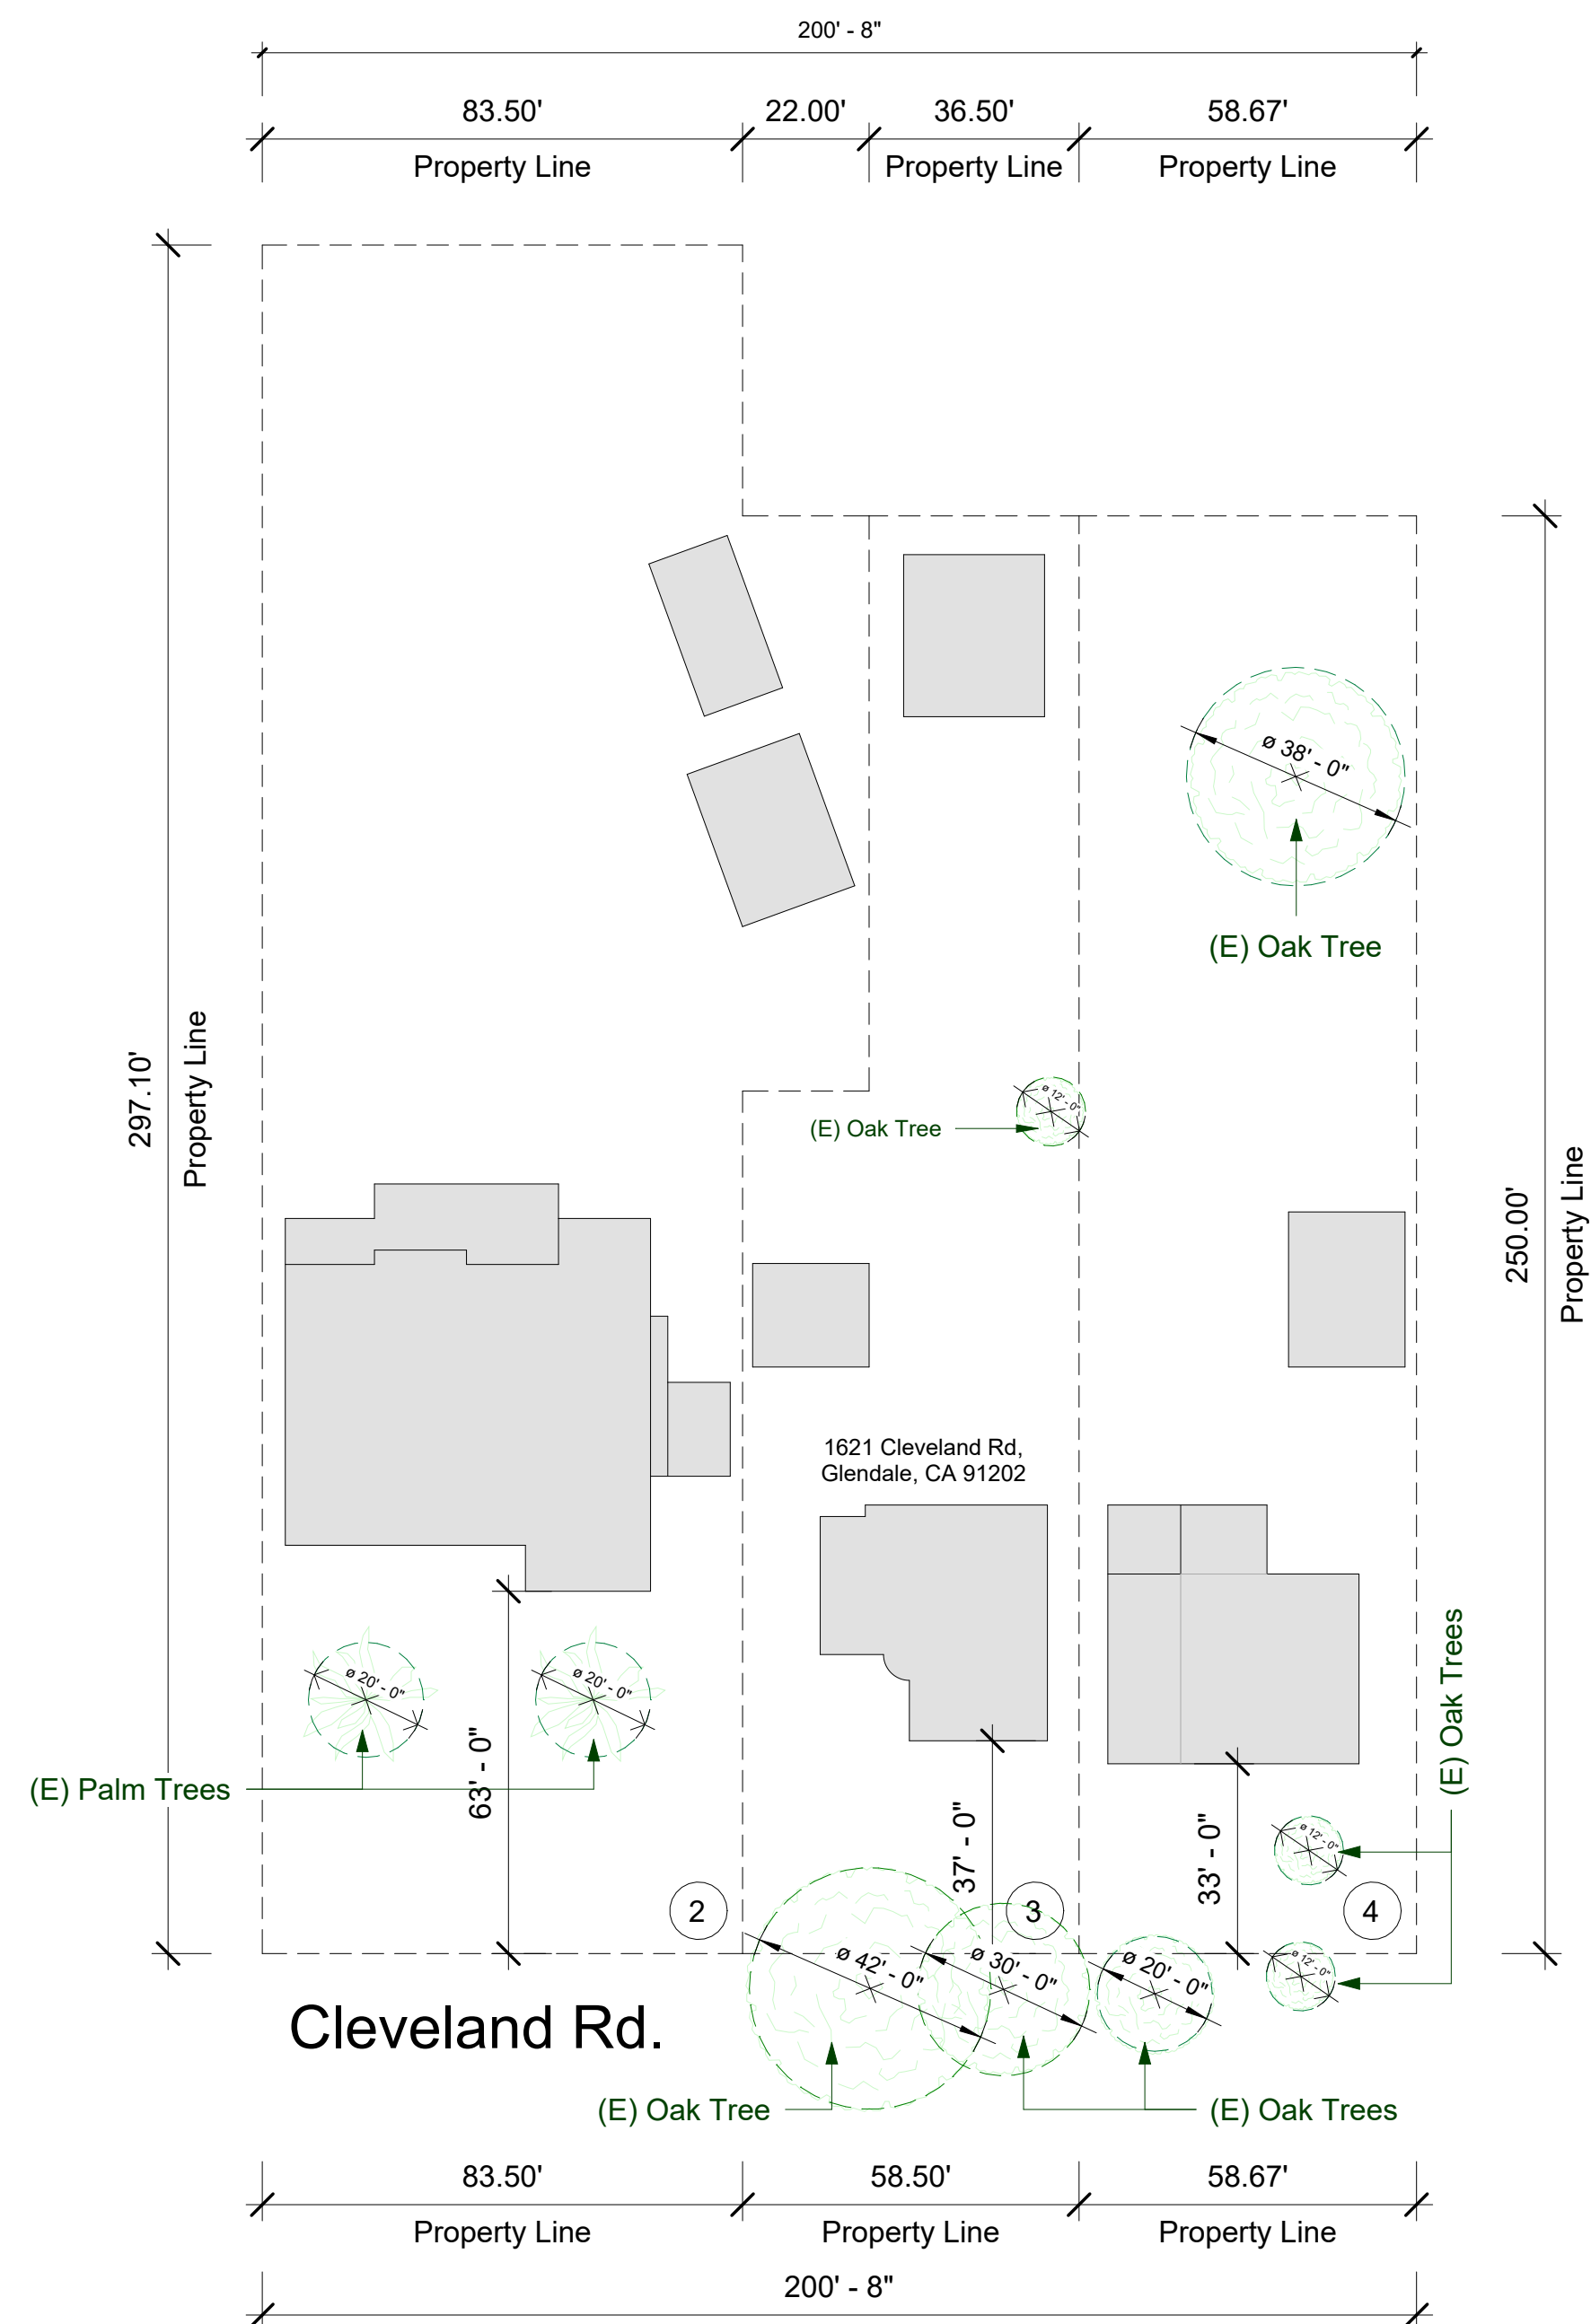 200' - 8"
83.50'
22.00'
36.50'
58.67'
Property Line
Property Line
Property Line
297.10'
Property Line
ø 38' - 0"
(E) Oak Tree
ø 12' - 0"
(E) Oak Tree
250.00'
Property Line
1621 Cleveland Rd,
Glendale, CA 91202
ø 20' - 0"
ø 20' - 0"
(E) Palm Trees
63' - 0"
37' - 0"
33' - 0"
(E) Oak Trees
ø 12' - 0"
2
3
4
ø 42' - 0"
ø 30' - 0"
ø 20' - 0"
ø 12' - 0"
Cleveland Rd.
(E) Oak Tree
(E) Oak Trees
83.50'
58.50'
58.67'
Property Line
Property Line
Property Line
200' - 8"